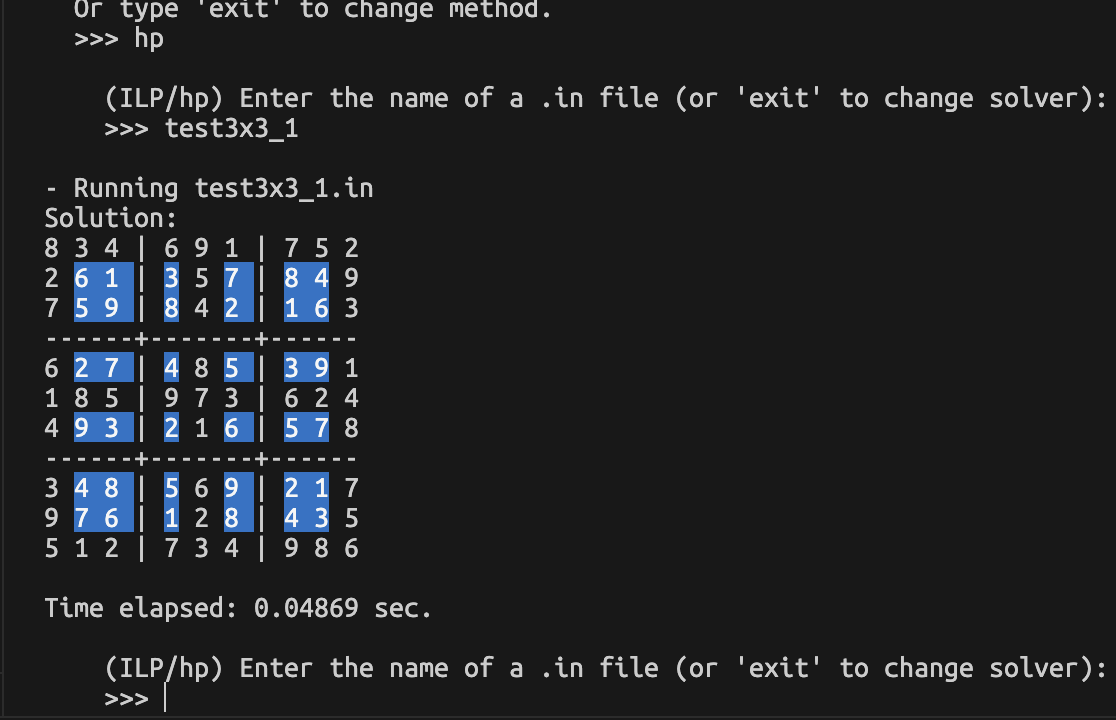 Or type 'exit' to change method.
>>> hp
(ILP/hp) Enter the name of a .in file (or 'exit' to change solver):
>>> test3x3_1
- Running test3x3_1.in
Solution:
8 3 4 | 6 9 1 | 7 5 2
2 6 1 | 3 5 7 | 8 4 9
7 5 9 | 8 4 2 | 1 6 3
------+-------+------
6 2 7 | 4 8 5 | 3 9 1
1 8 5 | 9 7 3 | 6 2 4
4 9 3 | 2 1 6 | 5 7 8
------+-------+------
3 4 8 | 5 6 9 | 2 1 7
9 7 6 | 1 2 8 | 4 3 5
5 1 2 | 7 3 4 | 9 8 6
Time elapsed: 0.04869 sec.
(ILP/hp) Enter the name of a .in file (or 'exit' to change solver):
>>>